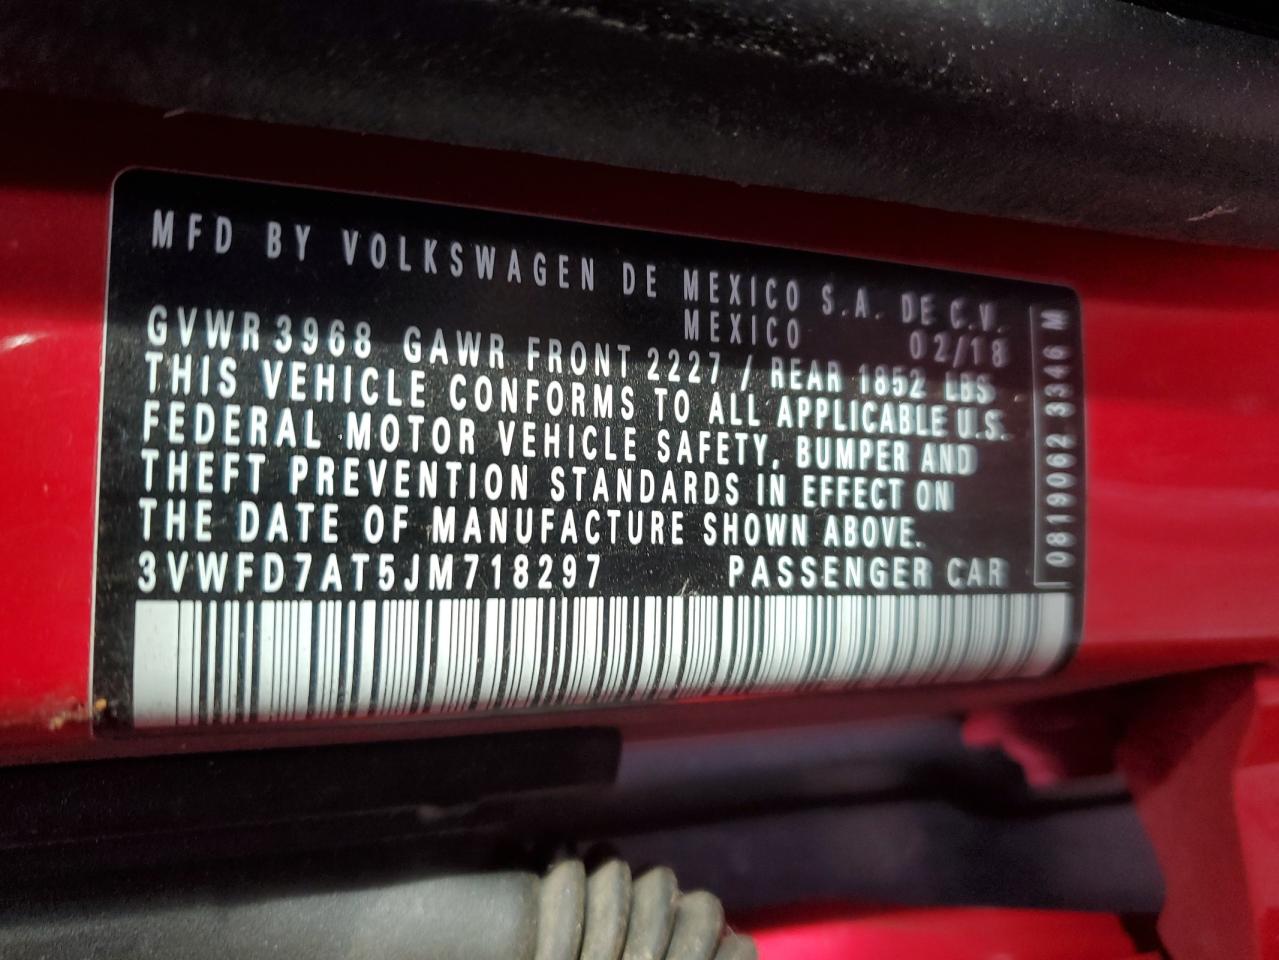 MFD BY VOLKSWAGEN DE MEXICO S.A. DE C.V.
MEXICO 02/18
GVWR 3968 GAWR FRONT 2227 / REAR 1852 LBS
THIS VEHICLE CONFORMS TO ALL APPLICABLE U.S.
FEDERAL MOTOR VEHICLE SAFETY, BUMPER AND
THEFT PREVENTION STANDARDS IN EFFECT ON
THE DATE OF MANUFACTURE SHOWN ABOVE.
3VWFD7AT5JM718297 PASSENGER CAR
0819062 3346 M